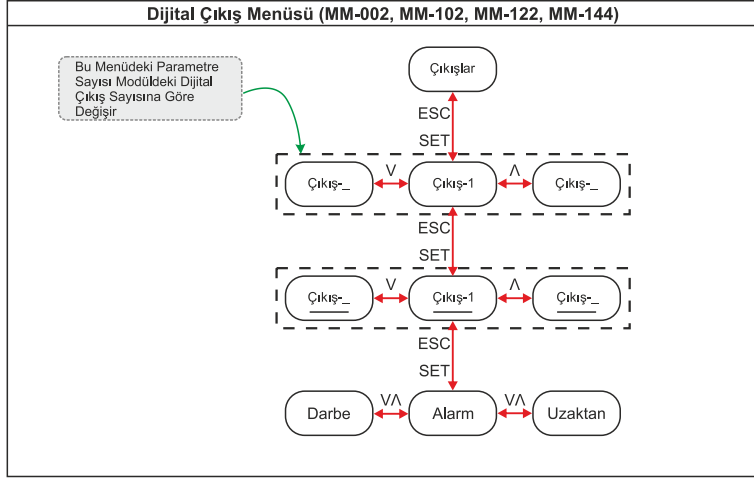 Dijital Çıkış Menüsü (MM-002, MM-102, MM-122, MM-144)
Bu Menüdeki Parametre
Sayısı Modüldeki Dijital
Çıkış Sayısına Göre
Değişir
Çıkışlar
ESC
SET
Çıkış-_
V
Çıkış-1
Λ
Çıkış-_
ESC
SET
Çıkış-_
V
Çıkış-1
Λ
Çıkış-_
ESC
SET
Darbe
VΛ
Alarm
VΛ
Uzaktan